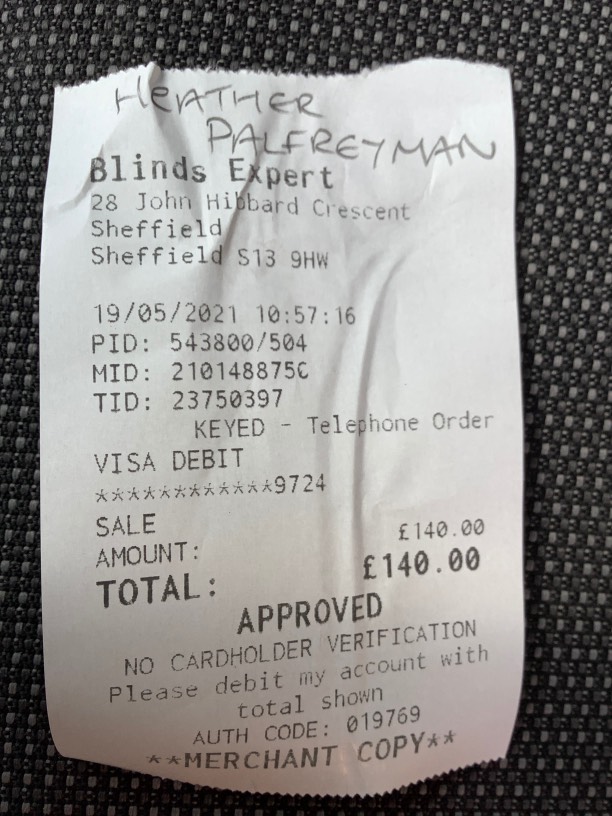 HEATHER
PALFREYMAN
Blinds Expert
28 John Hibbard Crescent
Sheffield
Sheffield S13 9HW
19/05/2021 10:57:16
PID: 543800/504
MID: 210148875C
TID: 23750397
KEYED - Telephone Order
VISA DEBIT
************9724
SALE
AMOUNT: £140.00
TOTAL: £140.00
APPROVED
NO CARDHOLDER VERIFICATION
Please debit my account with
total shown
AUTH CODE: 019769
**MERCHANT COPY**